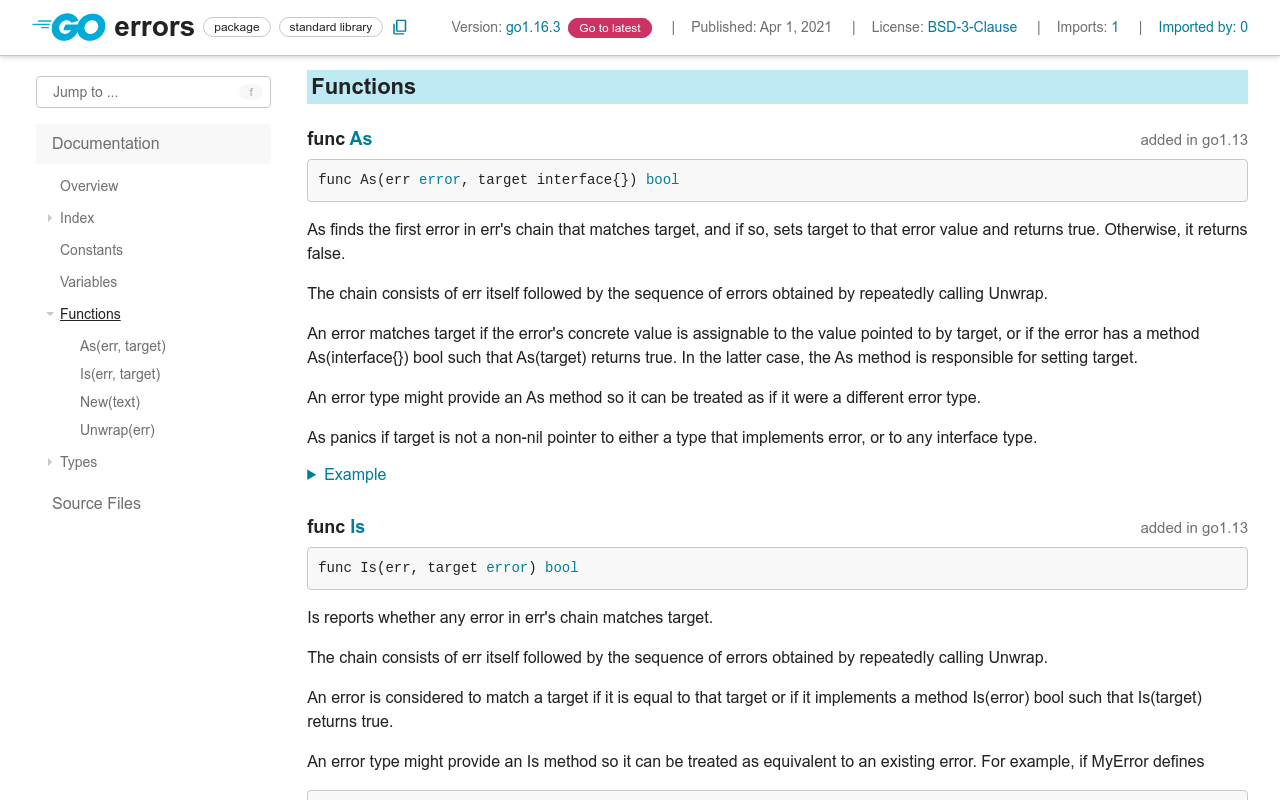 GO errors package standard library Version: go1.16.3 Go to latest | Published: Apr 1, 2021 | License: BSD-3-Clause | Imports: 1 | Imported by: 0
Jump to ... f
Documentation
Overview
Index
Constants
Variables
Functions
As(err, target)
Is(err, target)
New(text)
Unwrap(err)
Types
Source Files
Functions
func As added in go1.13
func As(err error, target interface{}) bool
As finds the first error in err's chain that matches target, and if so, sets target to that error value and returns true. Otherwise, it returns
false.
The chain consists of err itself followed by the sequence of errors obtained by repeatedly calling Unwrap.
An error matches target if the error's concrete value is assignable to the value pointed to by target, or if the error has a method
As(interface{}) bool such that As(target) returns true. In the latter case, the As method is responsible for setting target.
An error type might provide an As method so it can be treated as if it were a different error type.
As panics if target is not a non-nil pointer to either a type that implements error, or to any interface type.
Example
func Is added in go1.13
func Is(err, target error) bool
Is reports whether any error in err's chain matches target.
The chain consists of err itself followed by the sequence of errors obtained by repeatedly calling Unwrap.
An error is considered to match a target if it is equal to that target or if it implements a method Is(error) bool such that Is(target)
returns true.
An error type might provide an Is method so it can be treated as equivalent to an existing error. For example, if MyError defines